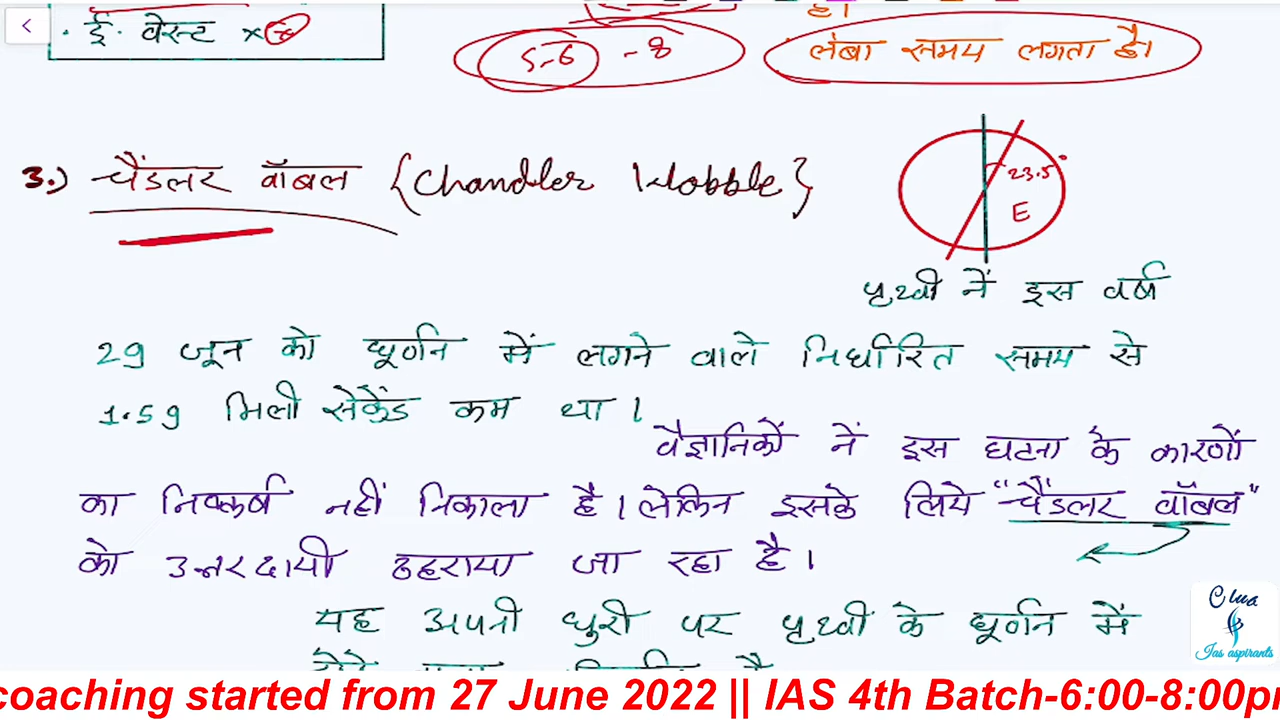 है।
· ई· वेस्ट ×
5-6 - 8
लंबा समय लगता है।
3.) चैंडलर वॉबल {Chandler Wobble}
23.5°
E
पृथ्वी नें इस वर्ष
29 जून को घूर्णन में लगने वाले निर्धारित समय से
1.59 मिली सेकैंड कम था।
वैज्ञानिकों नें इस घटना के कारणों
का निष्कर्ष नहीं निकाला है। लेकिन इसके लिये "चैंडलर वॉबल"
को उत्तरदायी ठहराया जा रहा है।
यह अपनी धुरी पर पृथ्वी के घूर्णन में
Clua
Ias aspirants
coaching started from 27 June 2022 || IAS 4th Batch-6:00-8:00p